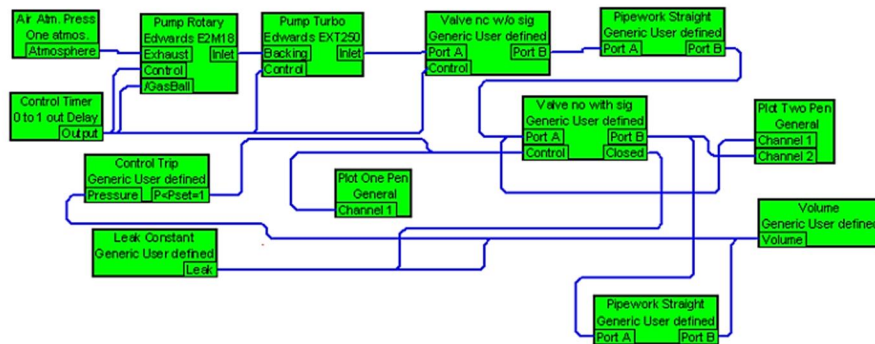 Air Atm. Press
One atmos.
Atmosphere
Pump Rotary
Edwards E2M18
Exhaust Inlet
Control
/GasBall
Pump Turbo
Edwards EXT250
Backing Inlet
Control
Valve nc w/o sig
Generic User defined
Port A Port B
Control
Pipework Straight
Generic User defined
Port A Port B
Control Timer
0 to 1 out Delay
Output
Valve no with sig
Generic User defined
Port A Port B
Control Closed
Plot Two Pen
General
Channel 1
Channel 2
Control Trip
Generic User defined
Pressure P<Pset=1
Plot One Pen
General
Channel 1
Volume
Generic User defined
Volume
Leak Constant
Generic User defined
Leak
Pipework Straight
Generic User defined
Port A Port B